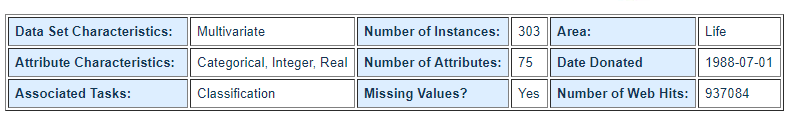 Data Set Characteristics: Multivariate Number of Instances: 303 Area: Life
Attribute Characteristics: Categorical, Integer, Real Number of Attributes: 75 Date Donated 1988-07-01
Associated Tasks: Classification Missing Values? Yes Number of Web Hits: 937084